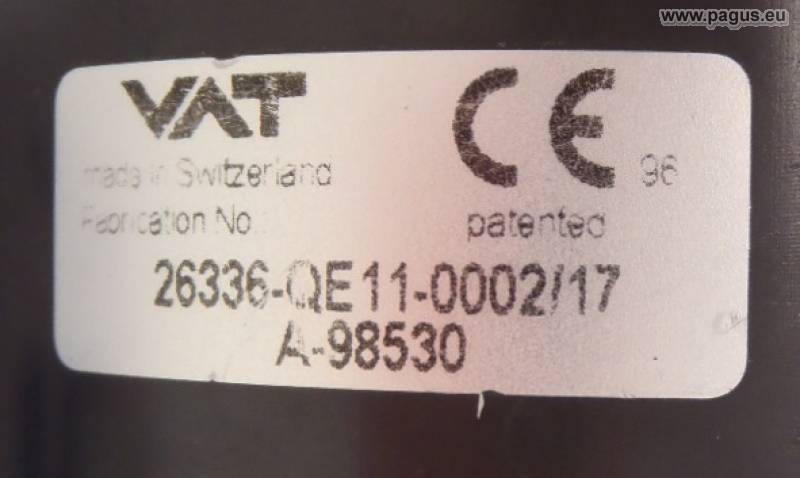 www.pagus.eu
VAT
CE
made in Switzerland
96
Fabrication No.
patented
26336-QE11-0002/17
A-98530